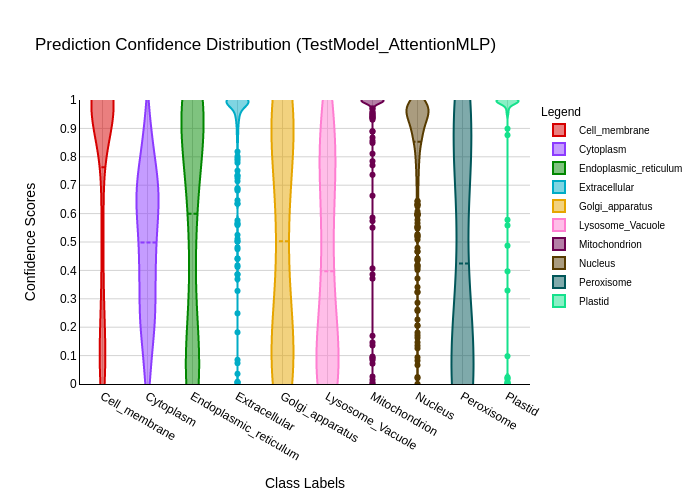 Prediction Confidence Distribution (TestModel_AttentionMLP)
Legend
Cell_membrane
Cytoplasm
Endoplasmic_reticulum
Extracellular
Golgi_apparatus
Lysosome_Vacuole
Mitochondrion
Nucleus
Peroxisome
Plastid
Confidence Scores
1
0.9
0.8
0.7
0.6
0.5
0.4
0.3
0.2
0.1
0
Cell_membrane
Cytoplasm
Endoplasmic_reticulum
Extracellular
Golgi_apparatus
Lysosome_Vacuole
Mitochondrion
Nucleus
Peroxisome
Plastid
Class Labels